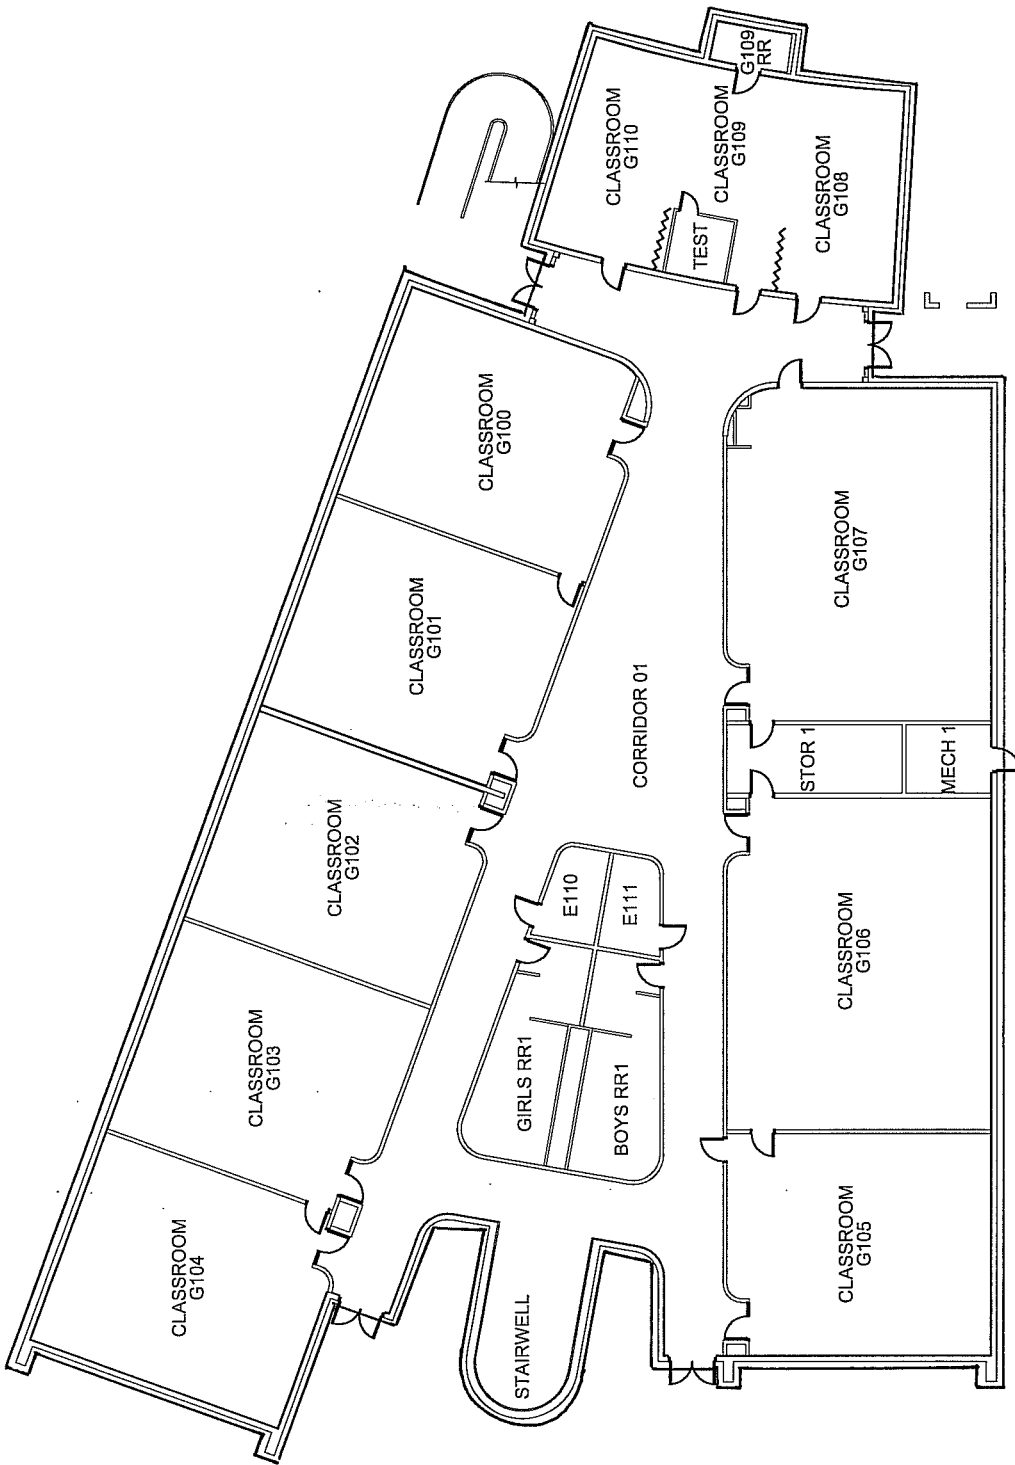 G109
RR
CLASSROOM
G110
CLASSROOM
G109
CLASSROOM
G108
TEST
CLASSROOM
G100
CLASSROOM
G101
CLASSROOM
G107
CORRIDOR 01
STOR 1
MECH 1
CLASSROOM
G102
E110
E111
CLASSROOM
G106
CLASSROOM
G103
GIRLS RR1
BOYS RR1
CLASSROOM
G104
CLASSROOM
G105
STAIRWELL